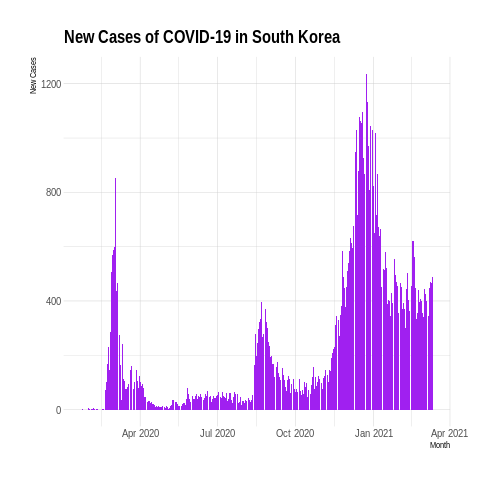 New Cases of COVID-19 in South Korea
New Cases
1200
800
400
0
Apr 2020 Jul 2020 Oct 2020 Jan 2021 Apr 2021
Month